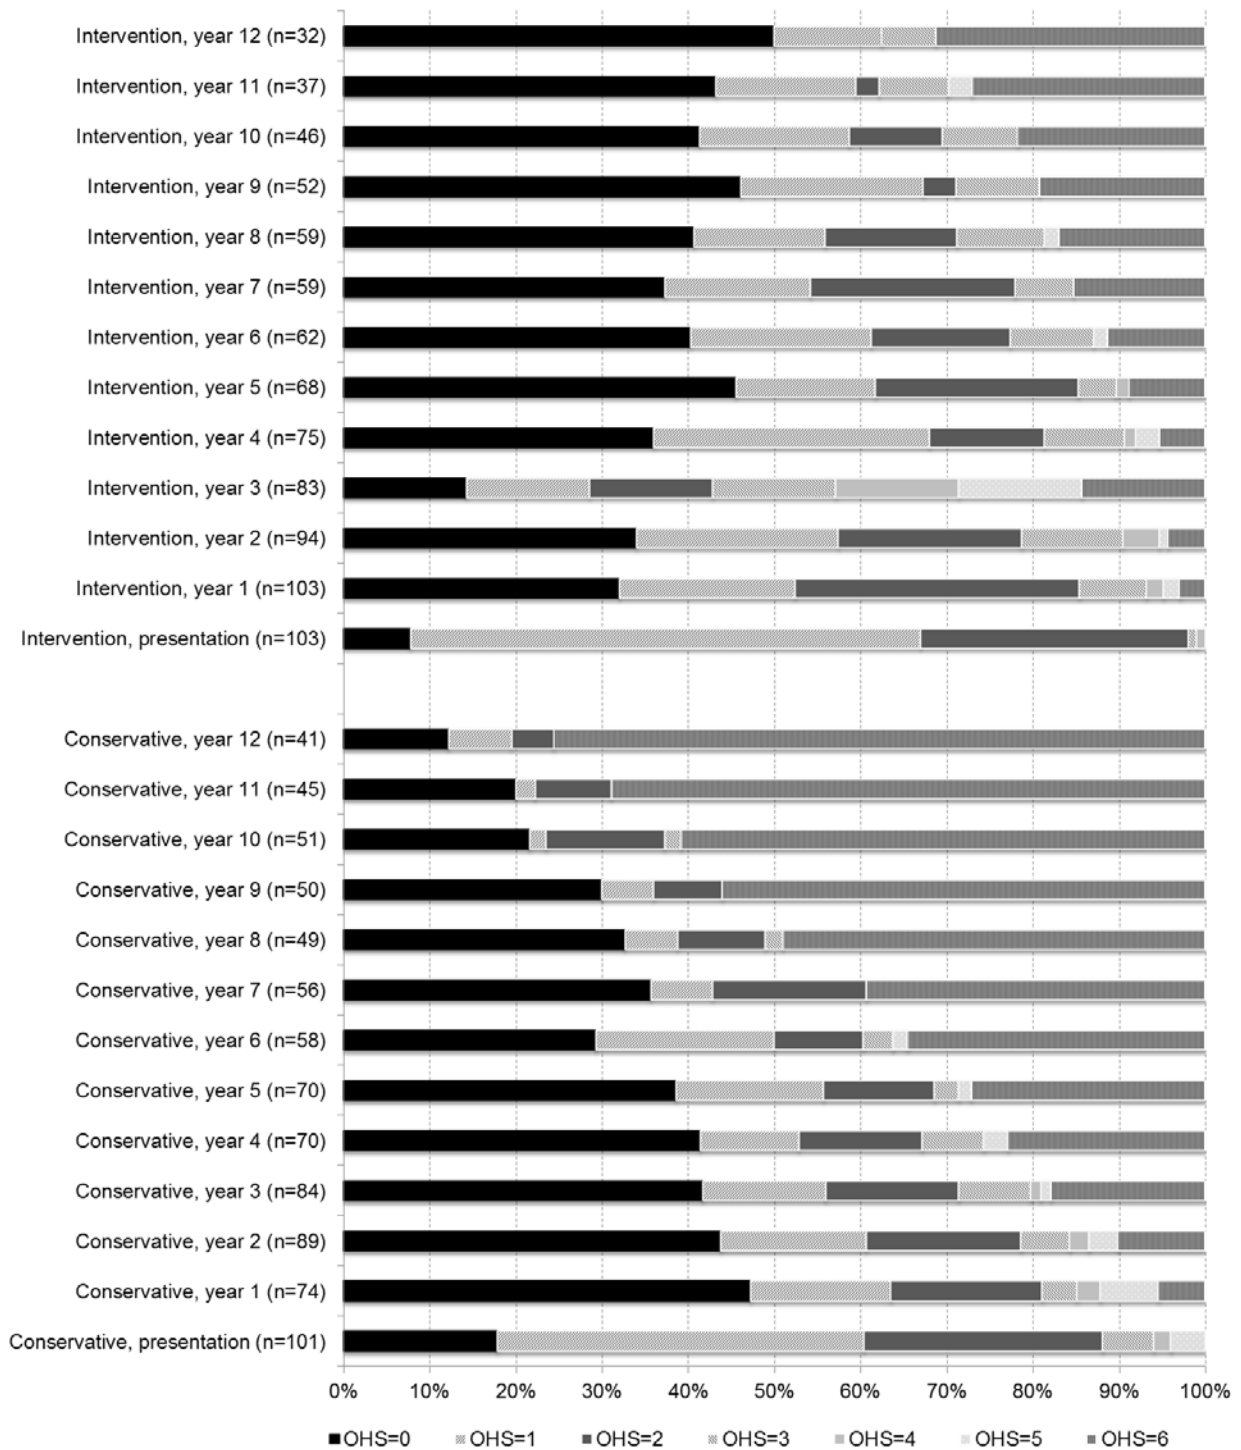 Intervention, year 12 (n=32)
Intervention, year 11 (n=37)
Intervention, year 10 (n=46)
Intervention, year 9 (n=52)
Intervention, year 8 (n=59)
Intervention, year 7 (n=59)
Intervention, year 6 (n=62)
Intervention, year 5 (n=68)
Intervention, year 4 (n=75)
Intervention, year 3 (n=83)
Intervention, year 2 (n=94)
Intervention, year 1 (n=103)
Intervention, presentation (n=103)
Conservative, year 12 (n=41)
Conservative, year 11 (n=45)
Conservative, year 10 (n=51)
Conservative, year 9 (n=50)
Conservative, year 8 (n=49)
Conservative, year 7 (n=56)
Conservative, year 6 (n=58)
Conservative, year 5 (n=70)
Conservative, year 4 (n=70)
Conservative, year 3 (n=84)
Conservative, year 2 (n=89)
Conservative, year 1 (n=74)
Conservative, presentation (n=101)
0% 10% 20% 30% 40% 50% 60% 70% 80% 90% 100%
OHS=0 OHS=1 OHS=2 OHS=3 OHS=4 OHS=5 OHS=6